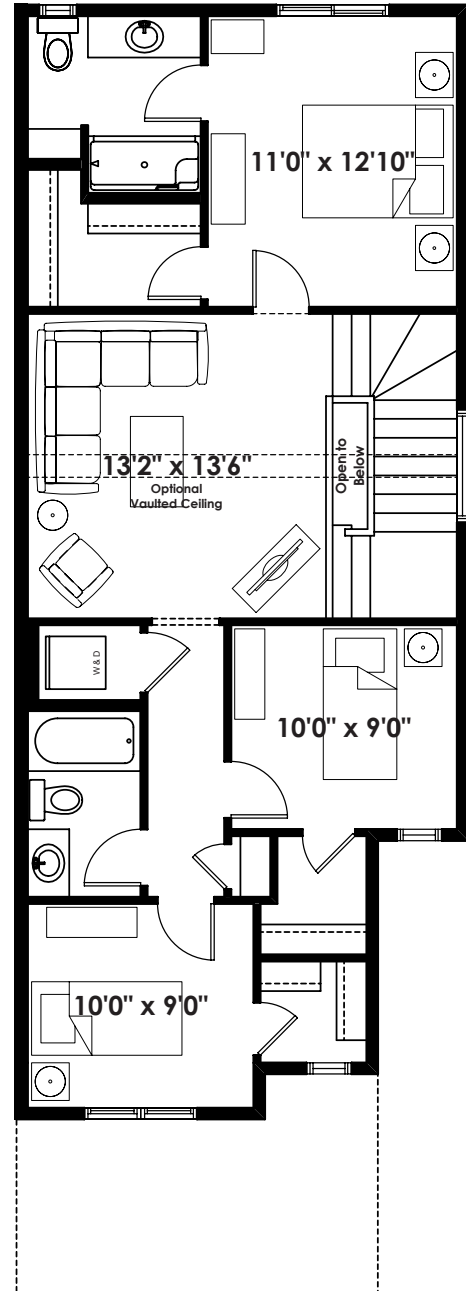 11'0" x 12'10"
13'2" x 13'6"
Optional
Vaulted Ceiling
Open to
Below
W & D
10'0" x 9'0"
10'0" x 9'0"